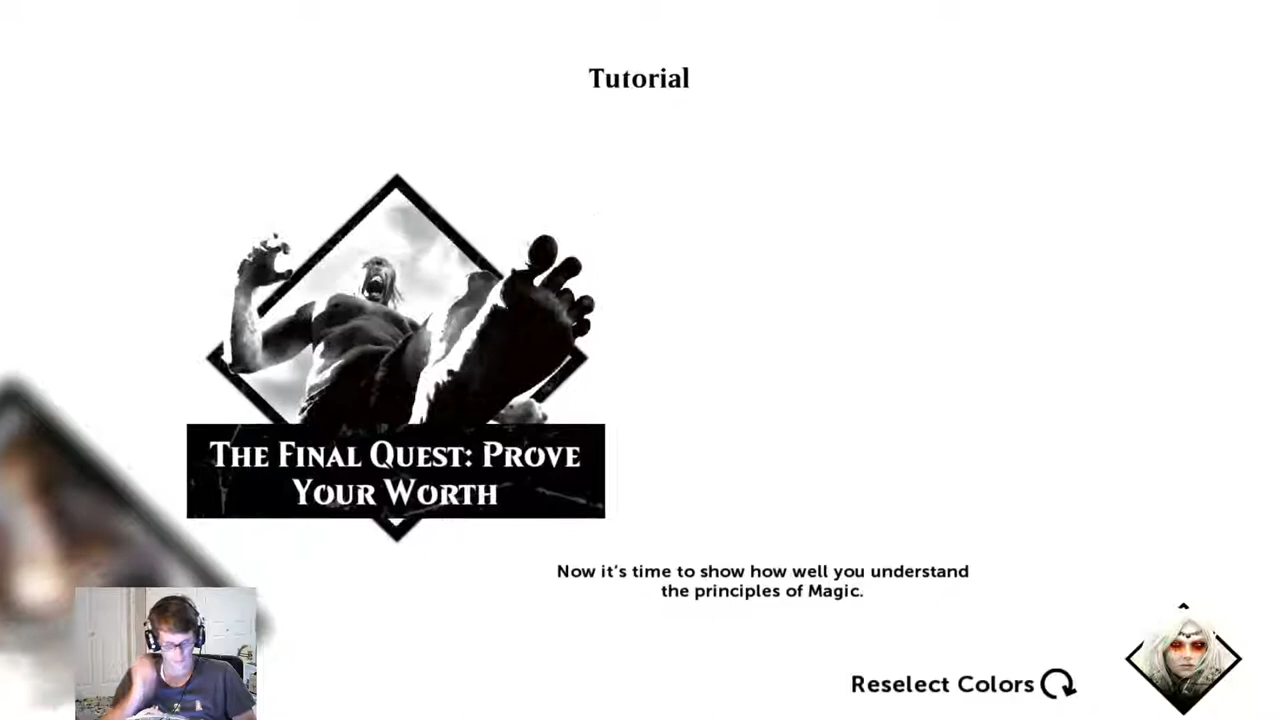 Tutorial
The Final Quest: Prove
Your Worth
Now it's time to show how well you understand
the principles of Magic.
Reselect Colors